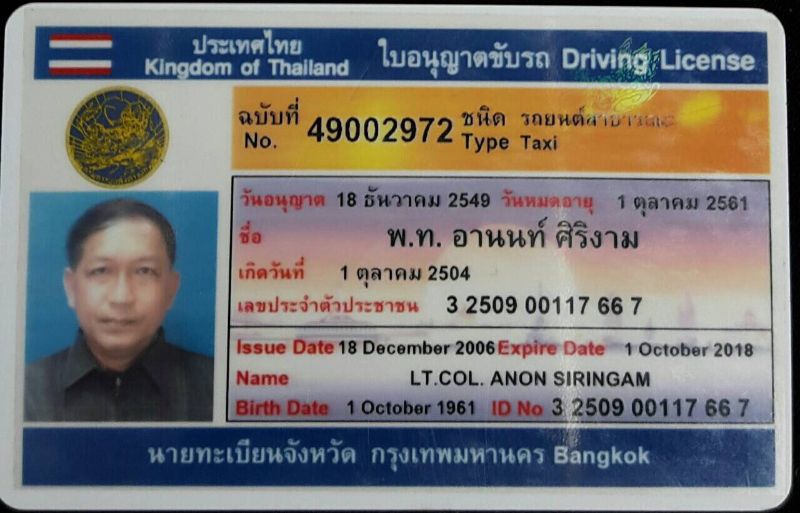 ประเทศไทย ใบอนุญาตขับรถ Driving License
Kingdom of Thailand
ฉบับที่ 49002972 ชนิด รถยนต์สาธารณะ
No. Type Taxi
วันอนุญาต 18 ธันวาคม 2549 วันหมดอายุ 1 ตุลาคม 2561
ชื่อ พ.ท. อานนท์ ศิริงาม
เกิดวันที่ 1 ตุลาคม 2504
เลขประจำตัวประชาชน 3 2509 00117 66 7
Issue Date 18 December 2006 Expire Date 1 October 2018
Name LT.COL. ANON SIRINGAM
Birth Date 1 October 1961 ID No 3 2509 00117 66 7
นายทะเบียนจังหวัด กรุงเทพมหานคร Bangkok